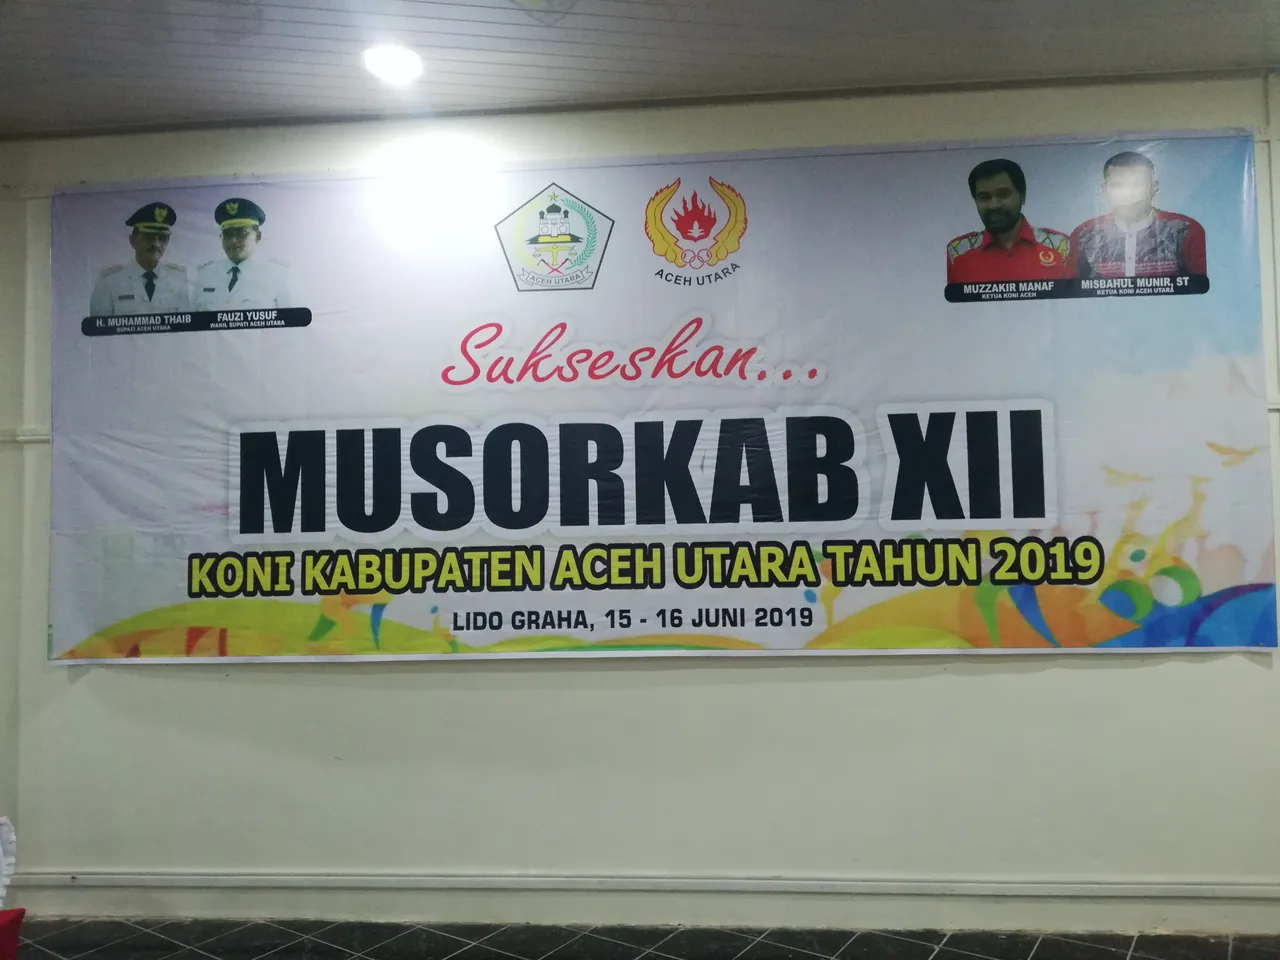 H. MUHAMMAD THAIB
BUPATI ACEH UTARA
FAUZI YUSUF
WAKIL BUPATI ACEH UTARA
ACEH UTARA
ACEH UTARA
MUZZAKIR MANAF
KETUA KONI ACEH
MISBAHUL MUNIR, ST
KETUA KONI ACEH UTARA
Sukseskan...
MUSORKAB XII
KONI KABUPATEN ACEH UTARA TAHUN 2019
LIDO GRAHA, 15 - 16 JUNI 2019